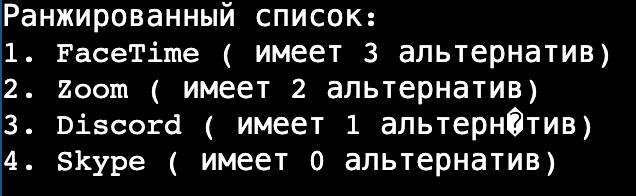 Ранжированный список:
1. FaceTime ( имеет 3 альтернатив)
2. Zoom ( имеет 2 альтернатив)
3. Discord ( имеет 1 альтерн�тив)
4. Skype ( имеет 0 альтернатив)